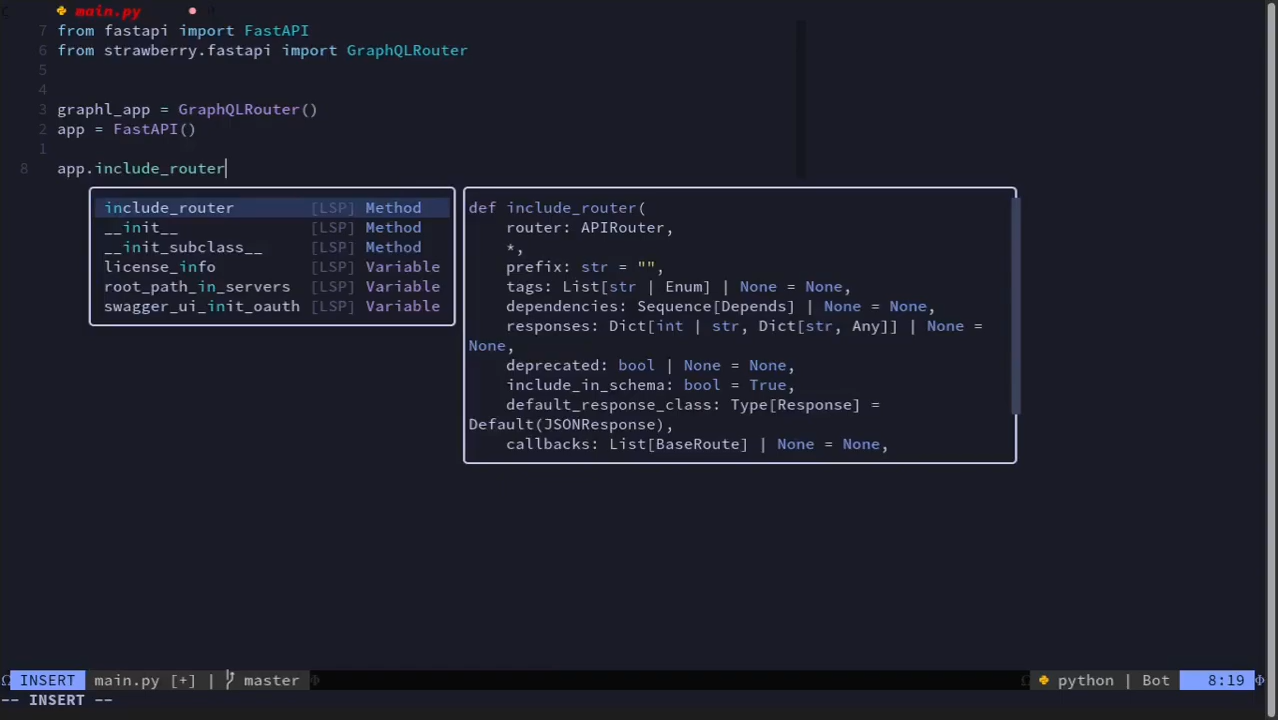 main.py
7 from fastapi import FastAPI
6 from strawberry.fastapi import GraphQLRouter
5
4
3 graphl_app = GraphQLRouter()
2 app = FastAPI()
1
8 app.include_router
include_router [LSP] Method
__init__ [LSP] Method
__init_subclass__ [LSP] Method
license_info [LSP] Variable
root_path_in_servers [LSP] Variable
swagger_ui_init_oauth [LSP] Variable
def include_router(
router: APIRouter,
*,
prefix: str = "",
tags: List[str | Enum] | None = None,
dependencies: Sequence[Depends] | None = None,
responses: Dict[int | str, Dict[str, Any]] | None =
None,
deprecated: bool | None = None,
include_in_schema: bool = True,
default_response_class: Type[Response] =
Default(JSONResponse),
callbacks: List[BaseRoute] | None = None,
INSERT main.py [+] | master python | Bot 8:19
-- INSERT --